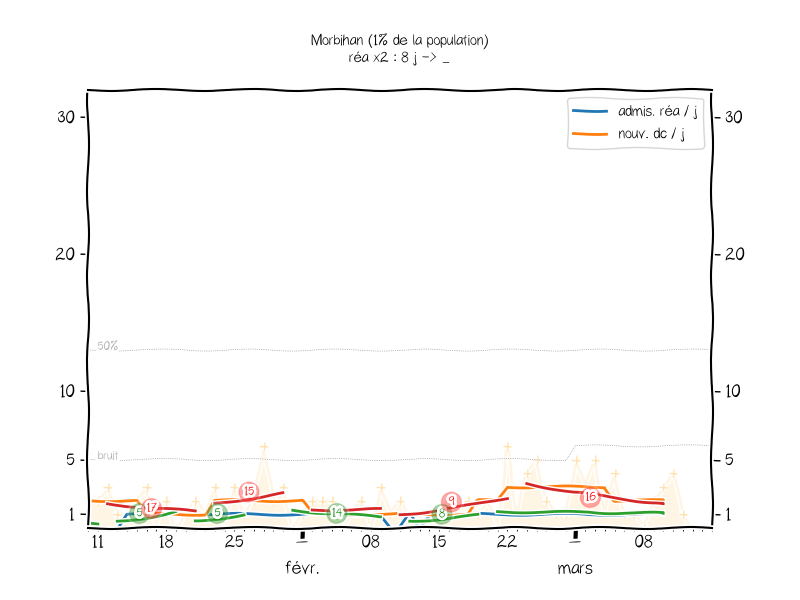 Morbihan (1% de la population)
réa x2 : 8 j -> _
admis. réa / j
nouv. dc / j
30 30
20 20
50%
10 10
5 bruit 5
15
9
16
5 17 5 14 8
1 1
11 18 25 _ 08 15 22 _ 08
févr. mars